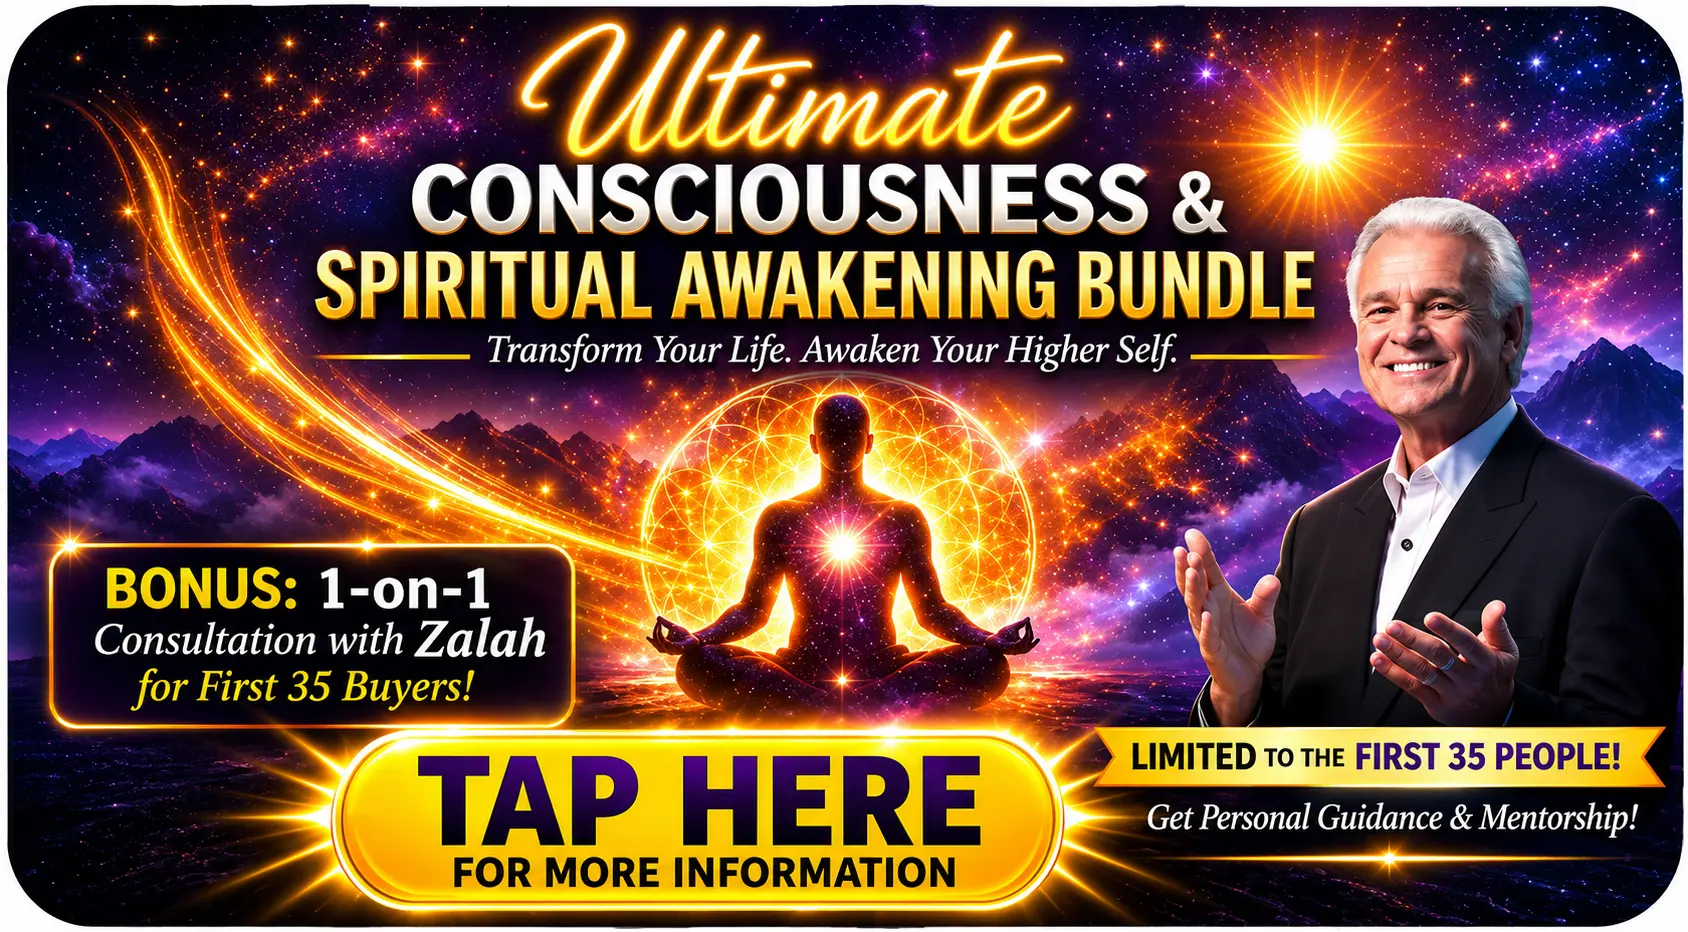 Ultimate
CONSCIOUSNESS &
SPIRITUAL AWAKENING BUNDLE
Transform Your Life. Awaken Your Higher Self.
BONUS: 1-on-1
Consultation with Zalah
for First 35 Buyers!
TAP HERE
FOR MORE INFORMATION
LIMITED TO THE FIRST 35 PEOPLE!
Get Personal Guidance & Mentorship!